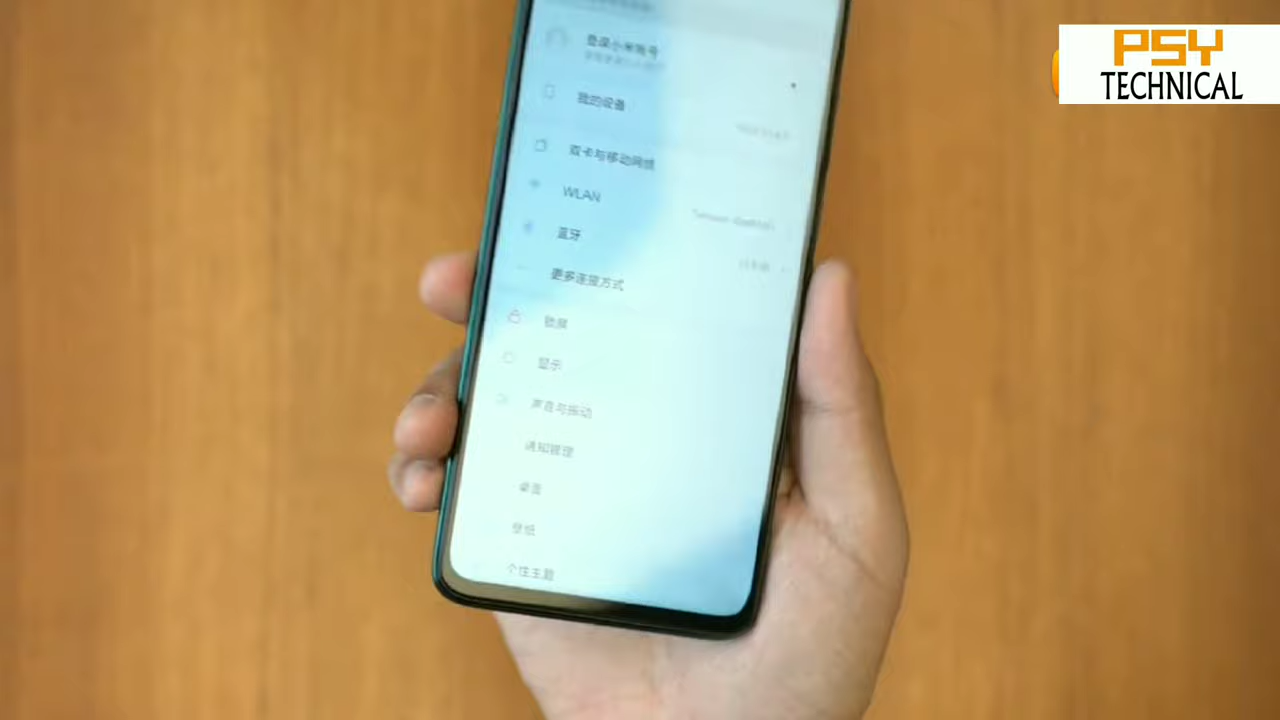 PSY
TECHNICAL
登录小米账号
我的设备
双卡与移动网络
WLAN
蓝牙
更多连接方式
锁屏
显示
声音与振动
通知管理
桌面
壁纸
个性主题